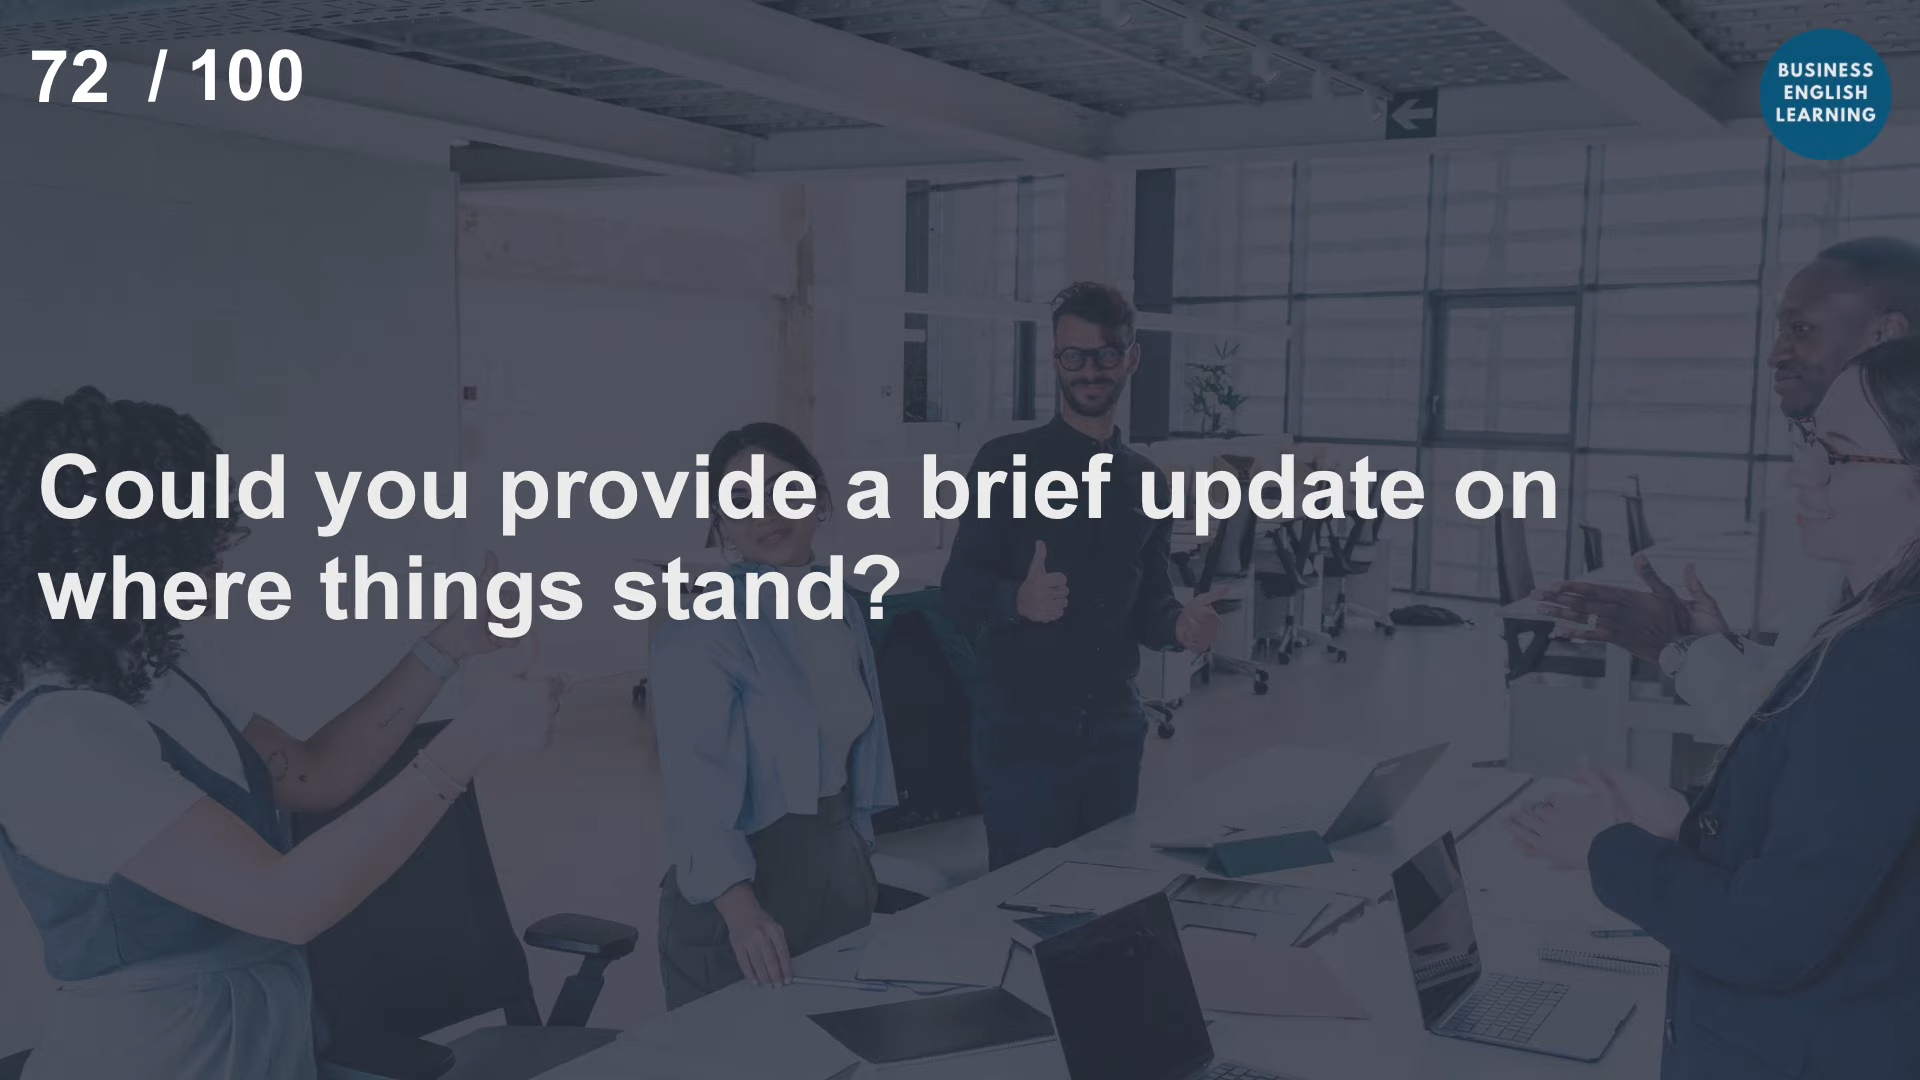 72 / 100
BUSINESS
ENGLISH
LEARNING
Could you provide a brief update on
where things stand?